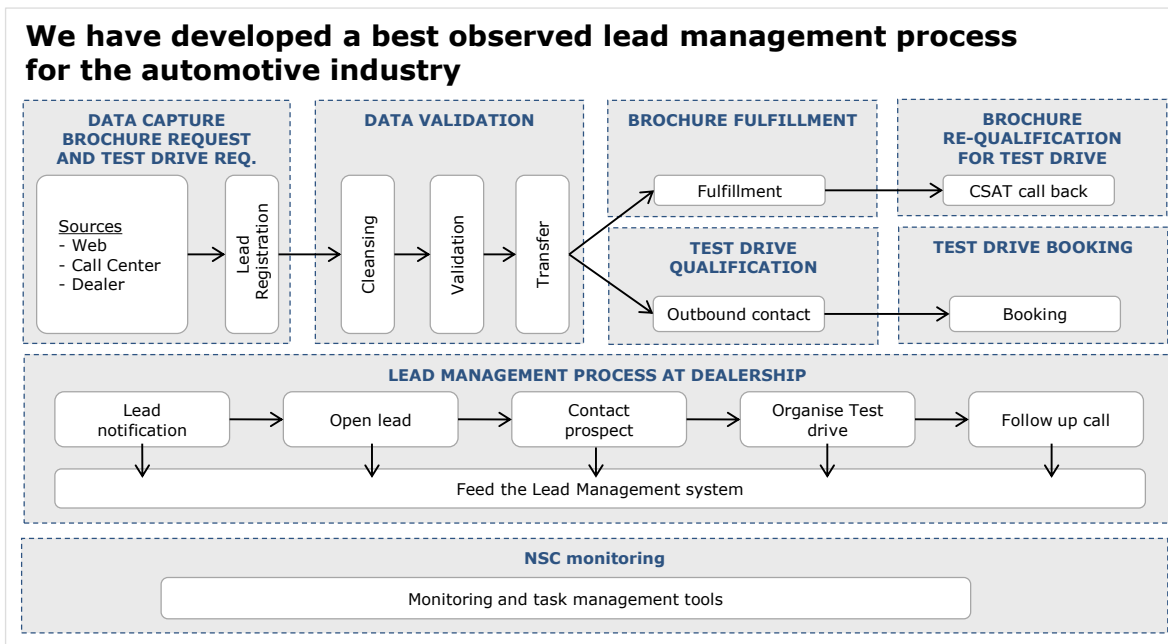 We have developed a best observed lead management process
for the automotive industry
DATA CAPTURE
BROCHURE REQUEST
AND TEST DRIVE REQ.
Sources
- Web
- Call Center
- Dealer
Lead
Registration
DATA VALIDATION
Cleansing
Validation
Transfer
BROCHURE FULFILLMENT
Fulfillment
BROCHURE
RE-QUALIFICATION
FOR TEST DRIVE
CSAT call back
TEST DRIVE
QUALIFICATION
Outbound contact
TEST DRIVE BOOKING
Booking
LEAD MANAGEMENT PROCESS AT DEALERSHIP
Lead
notification
Open lead
Contact
prospect
Organise Test
drive
Follow up call
Feed the Lead Management system
NSC monitoring
Monitoring and task management tools